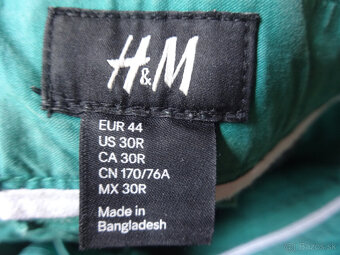 H&M
EUR 44
US 30R
CA 30R
CN 170/76A
MX 30R
Made in
Bangladesh